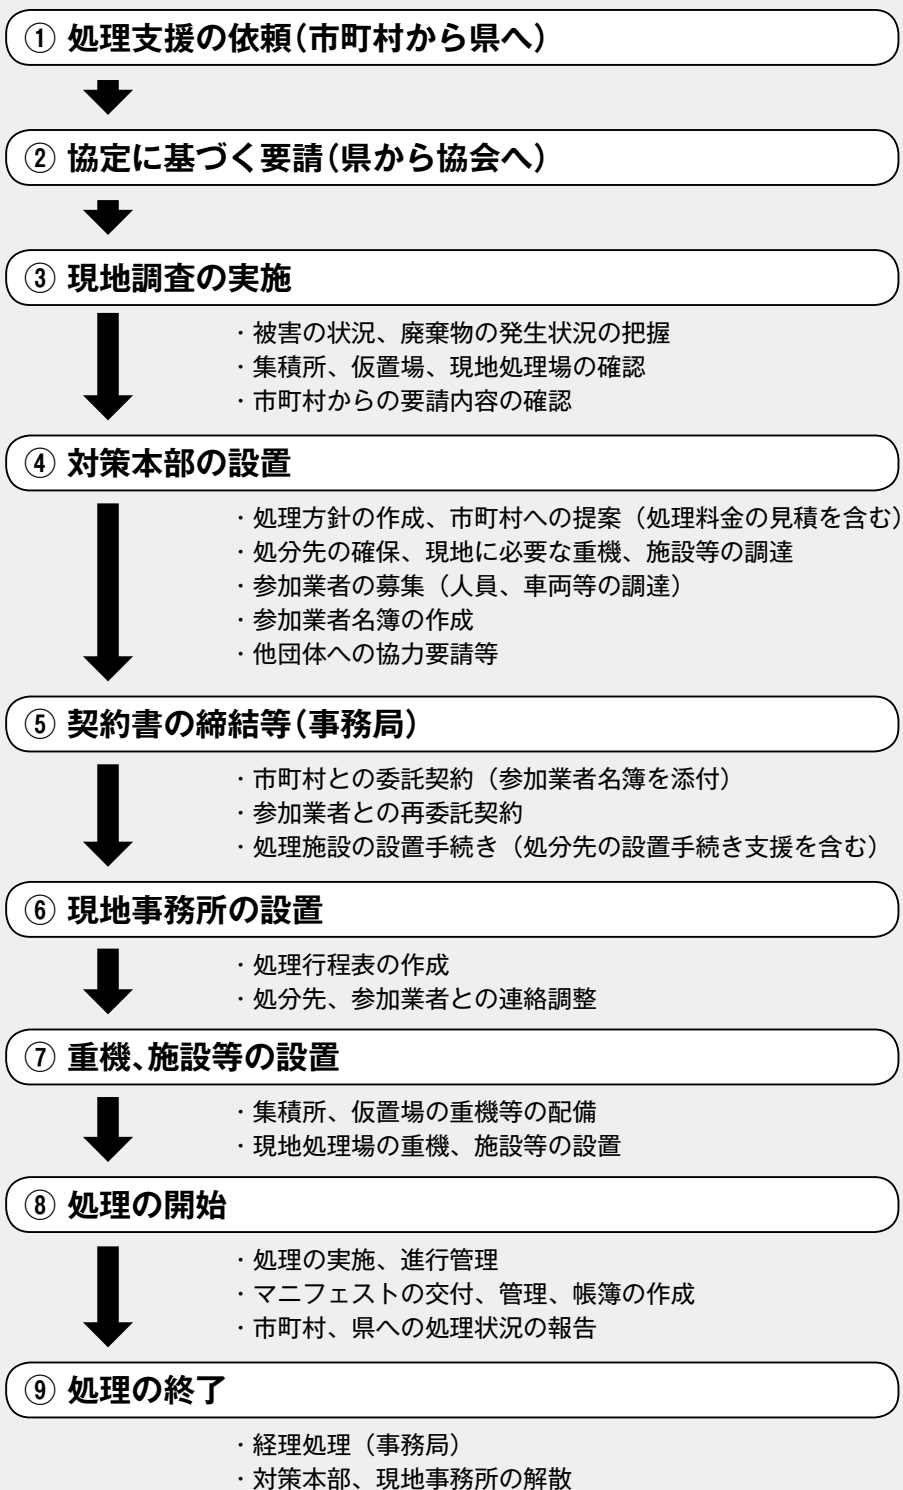 ① 処理支援の依頼(市町村から県へ)
② 協定に基づく要請(県から協会へ)
③ 現地調査の実施
・被害の状況、廃棄物の発生状況の把握
・集積所、仮置場、現地処理場の確認
・市町村からの要請内容の確認
④ 対策本部の設置
・処理方針の作成、市町村への提案（処理料金の見積を含む）
・処分先の確保、現地に必要な重機、施設等の調達
・参加業者の募集（人員、車両等の調達）
・参加業者名簿の作成
・他団体への協力要請等
⑤ 契約書の締結等(事務局)
・市町村との委託契約（参加業者名簿を添付）
・参加業者との再委託契約
・処理施設の設置手続き（処分先の設置手続き支援を含む）
⑥ 現地事務所の設置
・処理行程表の作成
・処分先、参加業者との連絡調整
⑦ 重機、施設等の設置
・集積所、仮置場の重機等の配備
・現地処理場の重機、施設等の設置
⑧ 処理の開始
・処理の実施、進行管理
・マニフェストの交付、管理、帳簿の作成
・市町村、県への処理状況の報告
⑨ 処理の終了
・経理処理（事務局）
・対策本部、現地事務所の解散